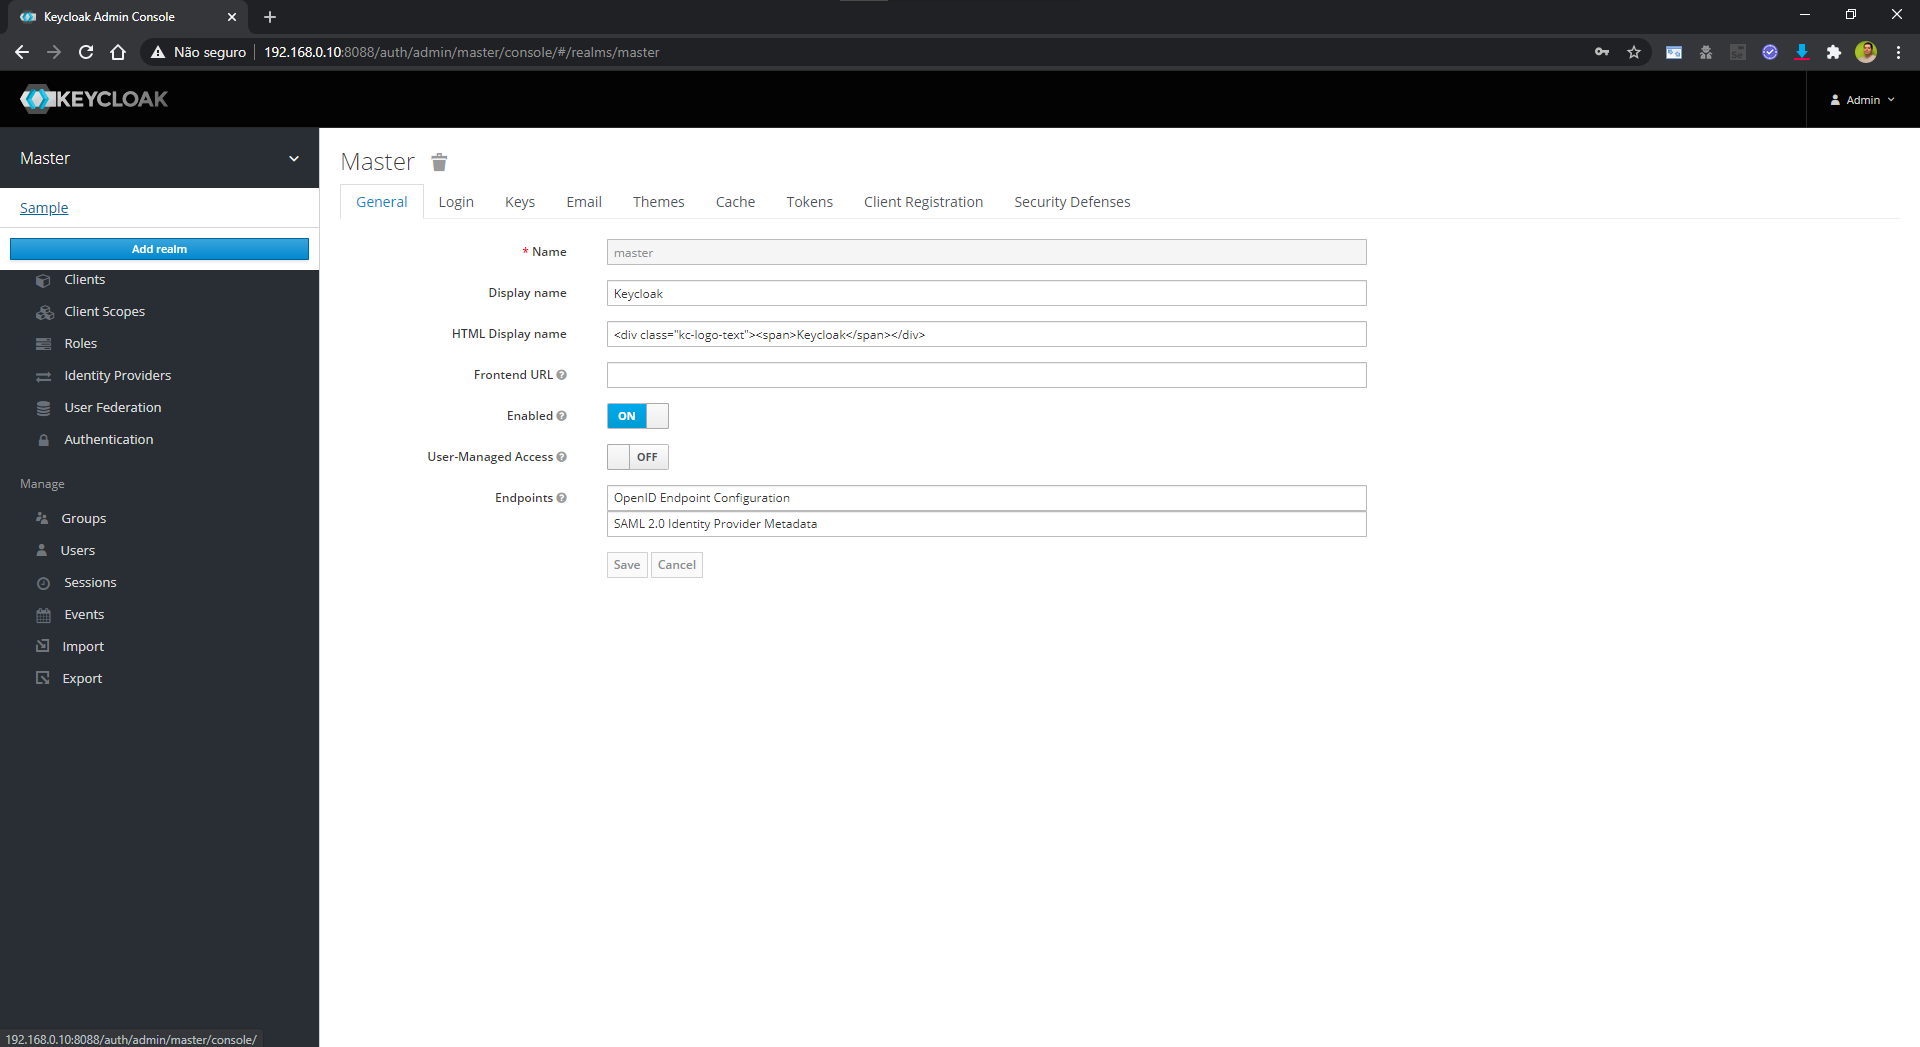 Keycloak Admin Console
Não seguro 192.168.0.10:8088/auth/admin/master/console/#/realms/master
KEYCLOAK
Admin
Master
Sample
Add realm
Clients
Client Scopes
Roles
Identity Providers
User Federation
Authentication
Manage
Groups
Users
Sessions
Events
Import
Export
192.168.0.10:8088/auth/admin/master/console/
Master
General Login Keys Email Themes Cache Tokens Client Registration Security Defenses
* Name master
Display name Keycloak
HTML Display name <div class="kc-logo-text"><span>Keycloak</span></div>
Frontend URL
Enabled ON
User-Managed Access OFF
Endpoints OpenID Endpoint Configuration
SAML 2.0 Identity Provider Metadata
Save Cancel